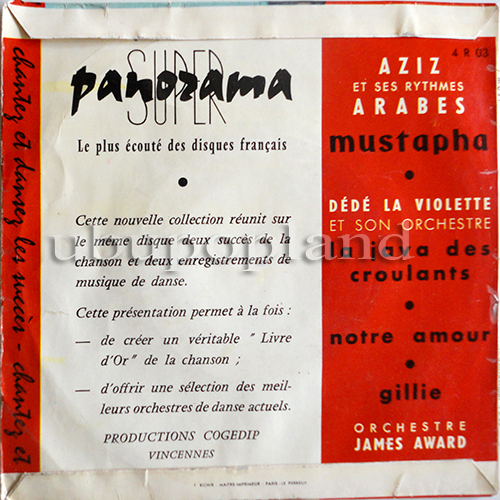 chantez et dansez les succès - chantez et
SUPER
panorama
Le plus écouté des disques français
Cette nouvelle collection réunit sur
le même disque deux succès de la
chanson et deux enregistrements de
musique de danse.
Cette présentation permet à la fois :
— de créer un véritable " Livre
d'Or " de la chanson ;
— d'offrir une sélection des meil-
leurs orchestres de danse actuels.
PRODUCTIONS COGEDIP
VINCENNES
4 R 03
AZIZ
ET SES RYTHMES
ARABES
mustapha
DÉDÉ LA VIOLETTE
ET SON ORCHESTRE
des
croulants
notre amour
gillie
ORCHESTRE
JAMES AWARD
popland